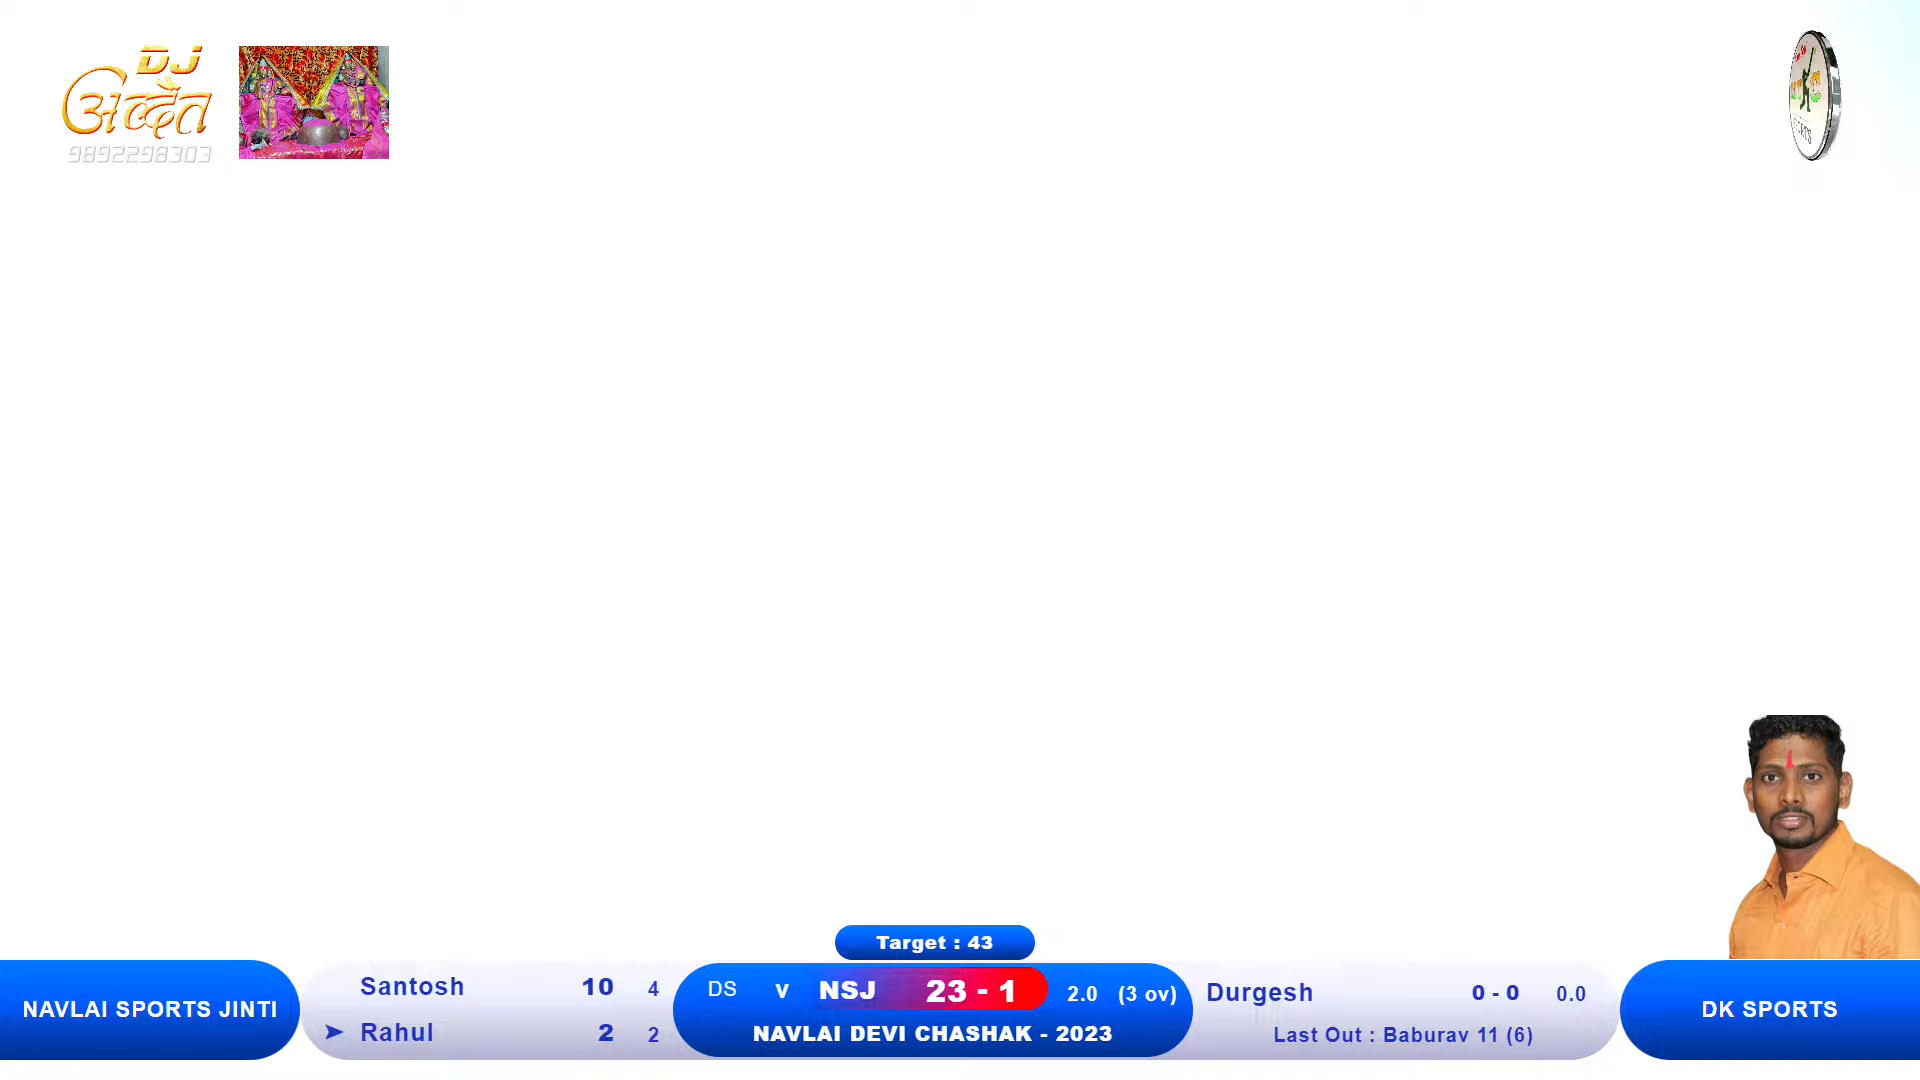 DJ
अव्दैत
9892298303
Target : 43
NAVLAI SPORTS JINTI
Santosh 10 4
➤ Rahul 2 2
DS v NSJ 23 - 1 2.0 (3 ov)
NAVLAI DEVI CHASHAK - 2023
Durgesh 0 - 0 0.0
Last Out : Baburav 11 (6)
DK SPORTS